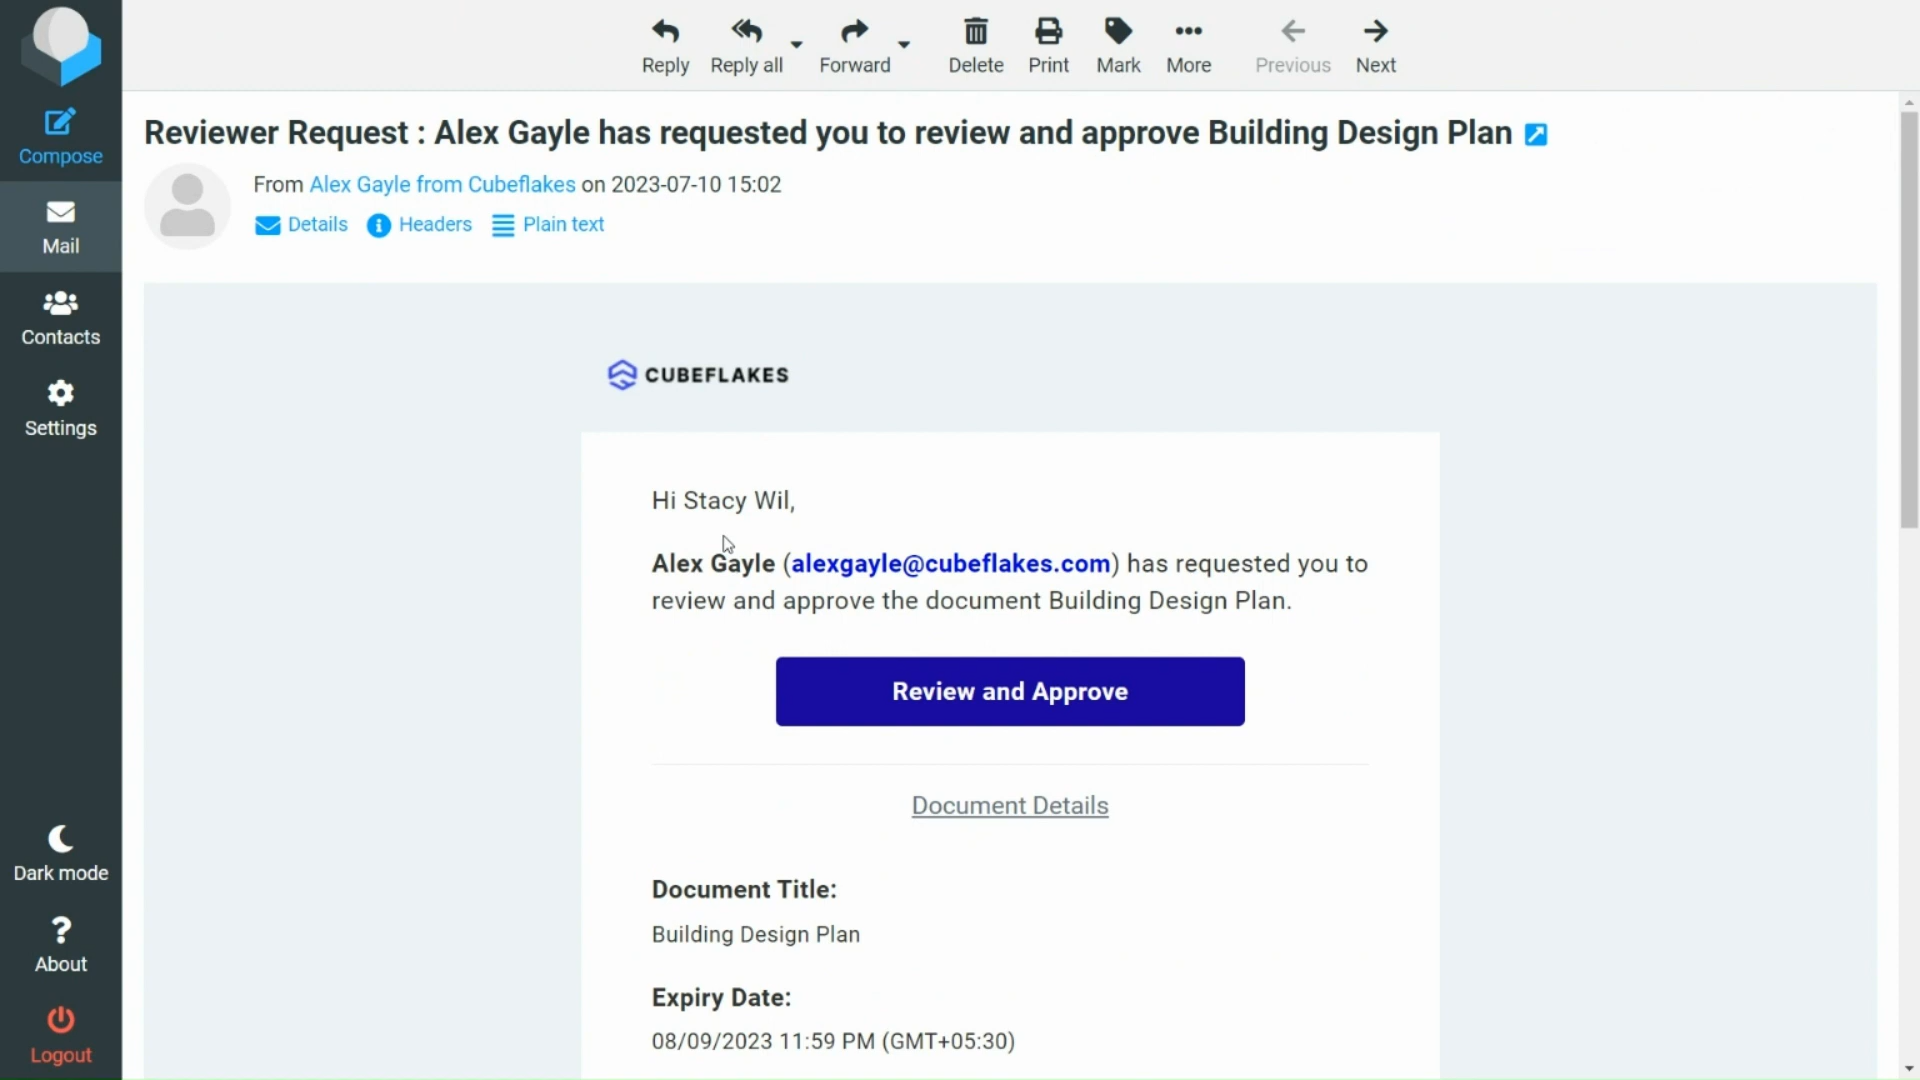 Reply
Reply all
Forward
Delete
Print
Mark
More
Previous
Next
Compose
Mail
Contacts
Settings
Dark mode
About
Logout
Reviewer Request : Alex Gayle has requested you to review and approve Building Design Plan
From Alex Gayle from Cubeflakes on 2023-07-10 15:02
Details
Headers
Plain text
CUBEFLAKES
Hi Stacy Wil,
Alex Gayle (alexgayle@cubeflakes.com) has requested you to
review and approve the document Building Design Plan.
Review and Approve
Document Details
Document Title:
Building Design Plan
Expiry Date:
08/09/2023 11:59 PM (GMT+05:30)